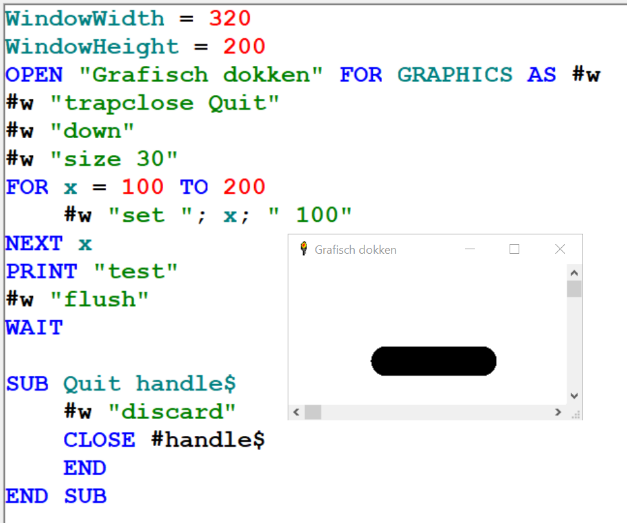 WindowWidth = 320
WindowHeight = 200
OPEN "Grafisch dokken" FOR GRAPHICS AS #w
#w "trapclose Quit"
#w "down"
#w "size 30"
FOR x = 100 TO 200
    #w "set "; x; " 100"
NEXT x
PRINT "test"
#w "flush"
WAIT
Grafisch dokken
SUB Quit handle$
    #w "discard"
    CLOSE #handle$
    END
END SUB